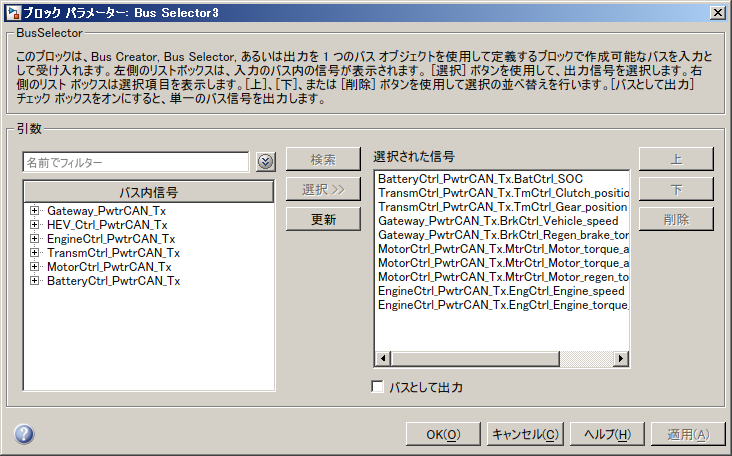 ブロック パラメーター: Bus Selector3
BusSelector
このブロックは、Bus Creator, Bus Selector, あるいは出力を 1 つのバス オブジェクトを使用して定義するブロックで作成可能なバスを入力と
して受け入れます。左側のリストボックスは、入力のバス内の信号が表示されます。 [選択] ボタンを使用して、出力信号を選択します。右
側のリスト ボックスは選択項目を表示します。[上]、[下]、または [削除] ボタンを使用して選択の並べ替えを行います。[バスとして出力]
チェック ボックスをオンにすると、単一のバス信号を出力します。
引数
名前でフィルター
検索
選択 >>
更新
バス内信号
Gateway_PwtrCAN_Tx
HEV_Ctrl_PwtrCAN_Tx
EngineCtrl_PwtrCAN_Tx
TransmCtrl_PwtrCAN_Tx
MotorCtrl_PwtrCAN_Tx
BatteryCtrl_PwtrCAN_Tx
選択された信号
BatteryCtrl_PwtrCAN_Tx.BatCtrl_SOC
TransmCtrl_PwtrCAN_Tx.TmCtrl_Clutch_positio
TransmCtrl_PwtrCAN_Tx.TmCtrl_Gear_position
Gateway_PwtrCAN_Tx.BrkCtrl_Vehicle_speed
Gateway_PwtrCAN_Tx.BrkCtrl_Regen_brake_tor
MotorCtrl_PwtrCAN_Tx.MtrCtrl_Motor_torque_a
MotorCtrl_PwtrCAN_Tx.MtrCtrl_Motor_torque_a
MotorCtrl_PwtrCAN_Tx.MtrCtrl_Motor_regen_to
EngineCtrl_PwtrCAN_Tx.EngCtrl_Engine_speed
EngineCtrl_PwtrCAN_Tx.EngCtrl_Engine_torque_
上
下
削除
バスとして出力
OK(O)
キャンセル(C)
ヘルプ(H)
適用(A)